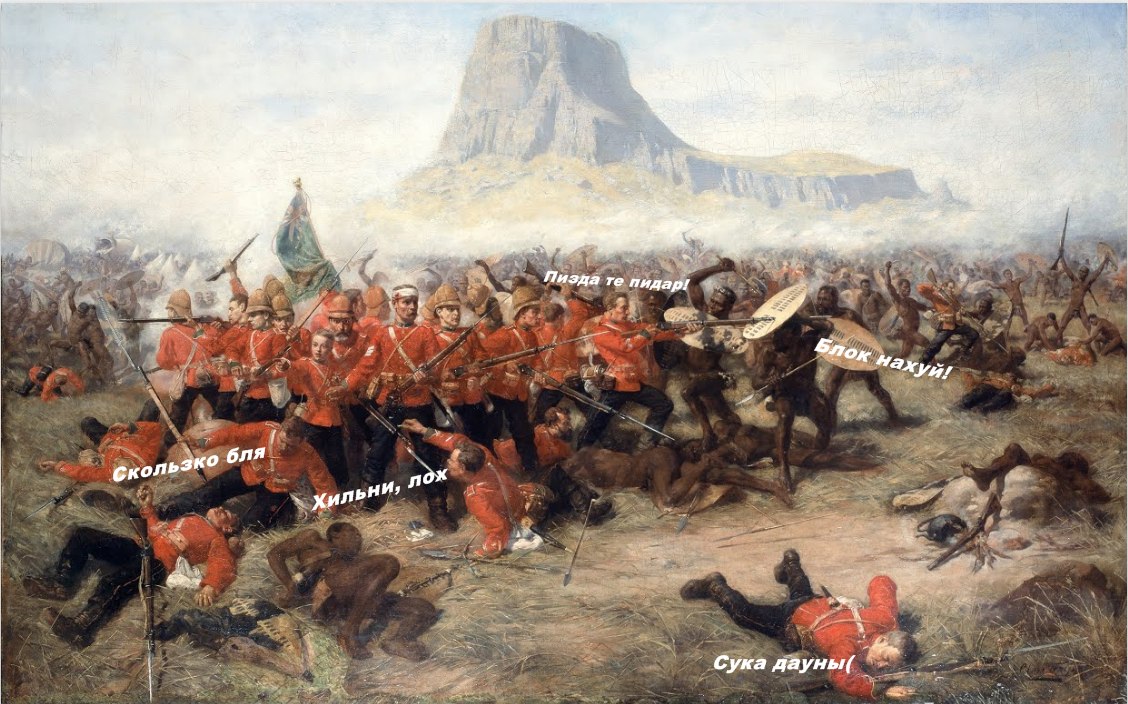 Пизда те пидар!
Блок нахуй!
Скользко бля
Хильни, лох
Сука дауны(